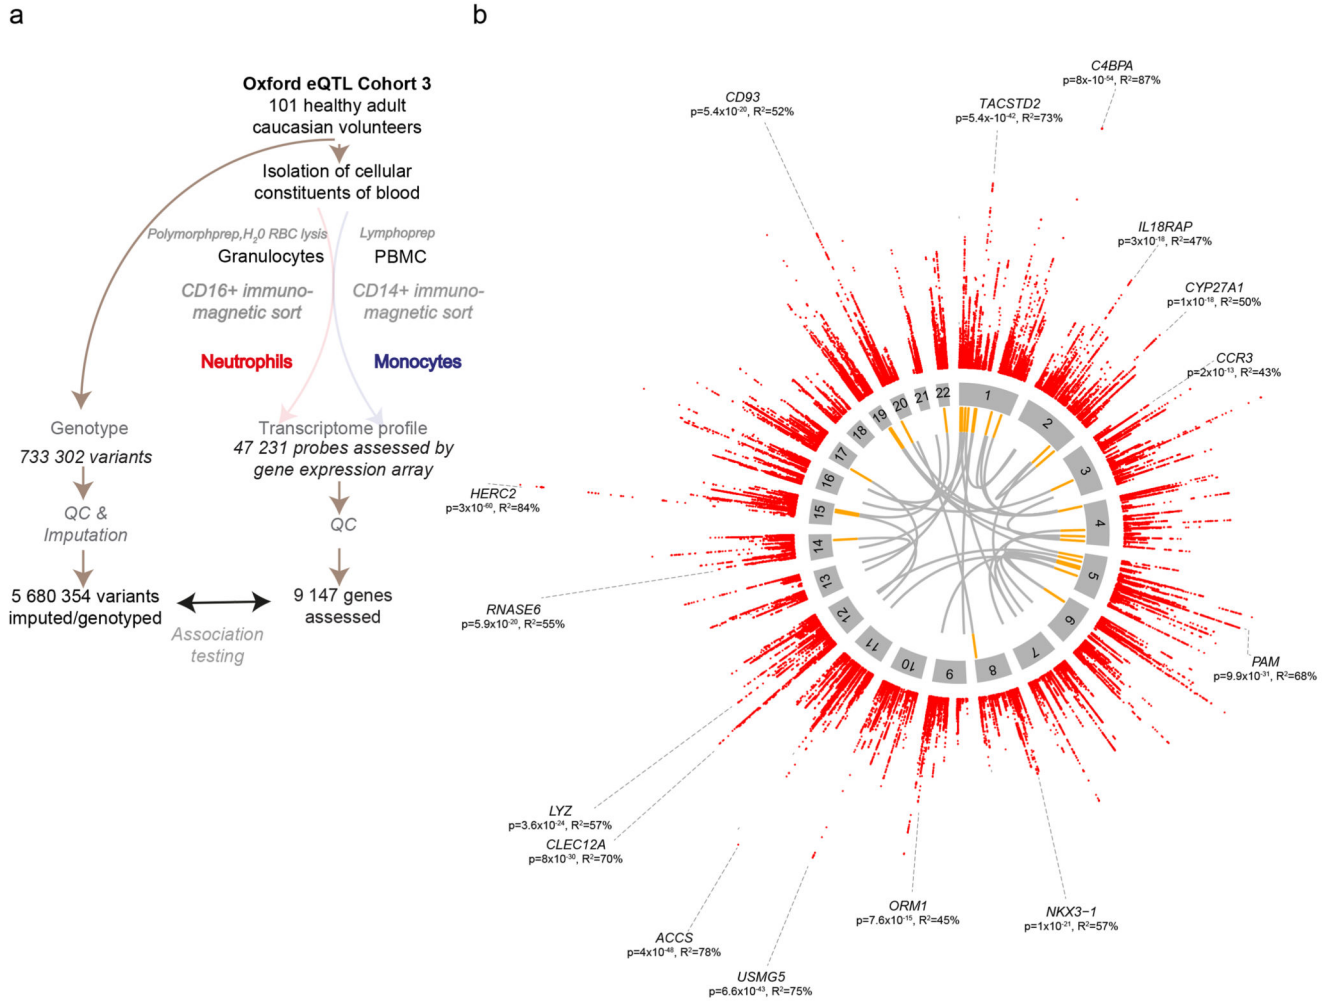 a
Oxford eQTL Cohort 3
101 healthy adult
caucasian volunteers
Isolation of cellular
constituents of blood
Polymorphprep,H₂0 RBC lysis
Lymphoprep
Granulocytes
PBMC
CD16+ immuno-
magnetic sort
CD14+ immuno-
magnetic sort
Neutrophils
Monocytes
Genotype
733 302 variants
Transcriptome profile
47 231 probes assessed by
gene expression array
QC &
Imputation
QC
5 680 354 variants
imputed/genotyped
9 147 genes
assessed
Association
testing
b
C4BPA
p=8x-10⁻⁵⁴, R²=87%
CD93
p=5.4x10⁻²⁰, R²=52%
TACSTD2
p=5.4x-10⁻⁴², R²=73%
IL18RAP
p=3x10⁻¹⁸, R²=47%
CYP27A1
p=1x10⁻¹⁸, R²=50%
CCR3
p=2x10⁻¹³, R²=43%
HERC2
p=3x10⁻⁶⁰, R²=84%
RNASE6
p=5.9x10⁻²⁰, R²=55%
PAM
p=9.9x10⁻³¹, R²=68%
LYZ
p=3.6x10⁻²⁴, R²=57%
CLEC12A
p=8x10⁻³⁰, R²=70%
ORM1
p=7.6x10⁻¹⁵, R²=45%
NKX3−1
p=1x10⁻²¹, R²=57%
ACCS
p=4x10⁻⁴⁸, R²=78%
USMG5
p=6.6x10⁻⁴³, R²=75%
1
2
3
4
5
6
7
8
9
10
11
12
13
14
15
16
17
18
19
20
21
22